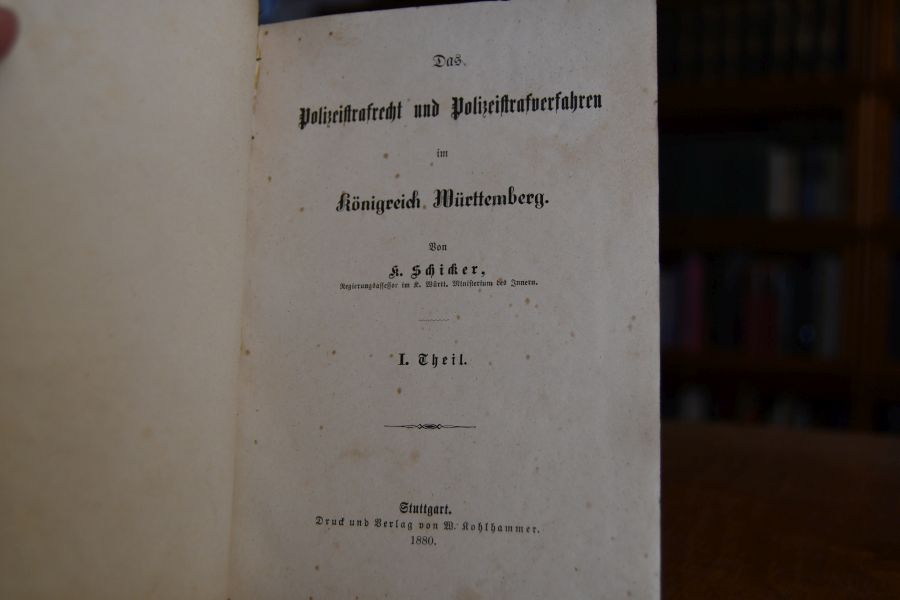 Das
Polizeistrafrecht und Polizeistrafverfahren
im
Königreich Württemberg.
Von
K. Schicker,
Regierungsassessor im K. Württ. Ministerium des Innern.
I. Theil.
Stuttgart.
Druck und Verlag von W. Kohlhammer.
1880.